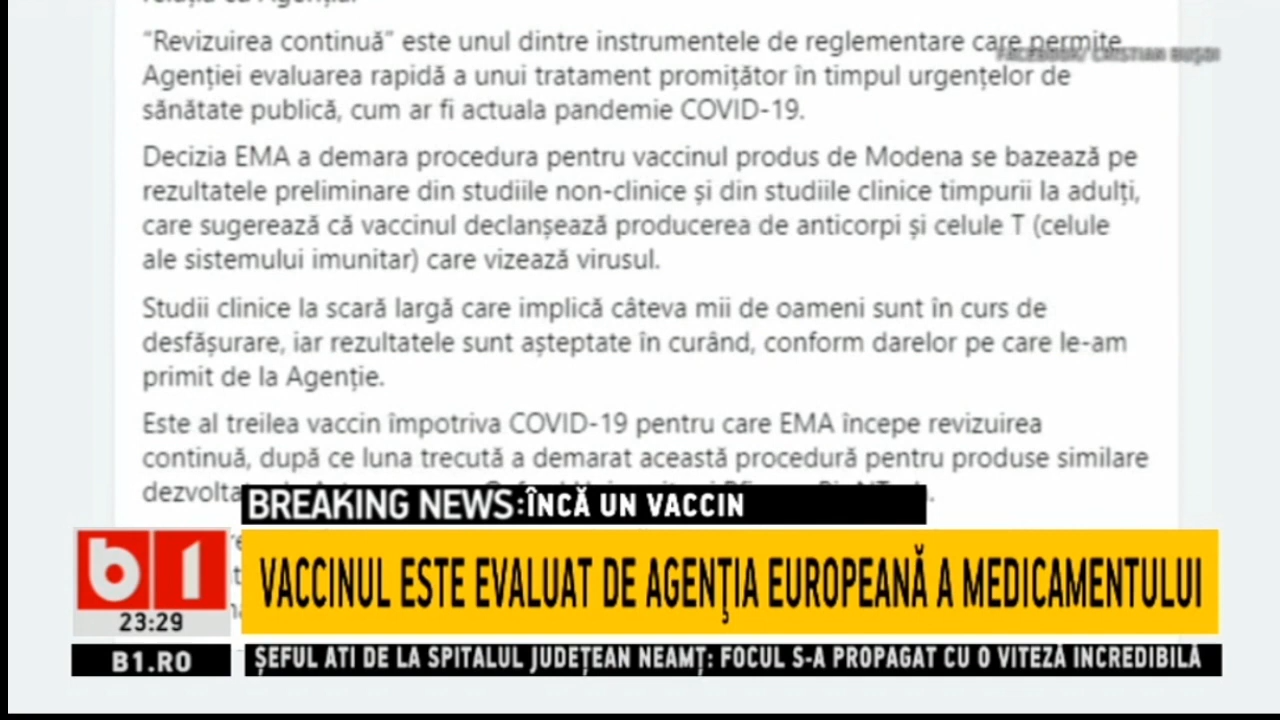 FACEBOOK/ CRISTIAN BUȘOI
“Revizuirea continuă” este unul dintre instrumentele de reglementare care permite
Agenției evaluarea rapidă a unui tratament promițător în timpul urgențelor de
sănătate publică, cum ar fi actuala pandemie COVID-19.
Decizia EMA a demara procedura pentru vaccinul produs de Modena se bazează pe
rezultatele preliminare din studiile non-clinice și din studiile clinice timpurii la adulți,
care sugerează că vaccinul declanșează producerea de anticorpi și celule T (celule
ale sistemului imunitar) care vizează virusul.
Studii clinice la scară largă care implică câteva mii de oameni sunt în curs de
desfășurare, iar rezultatele sunt așteptate în curând, conform darelor pe care le-am
primit de la Agenție.
Este al treilea vaccin împotriva COVID-19 pentru care EMA începe revizuirea
continuă, după ce luna trecută a demarat această procedură pentru produse similare
BREAKING NEWS: ÎNCĂ UN VACCIN
b1
VACCINUL ESTE EVALUAT DE AGENȚIA EUROPEANĂ A MEDICAMENTULUI
23:29
B1.RO
ȘEFUL ATI DE LA SPITALUL JUDEȚEAN NEAMȚ: FOCUL S-A PROPAGAT CU O VITEZĂ INCREDIBILĂ